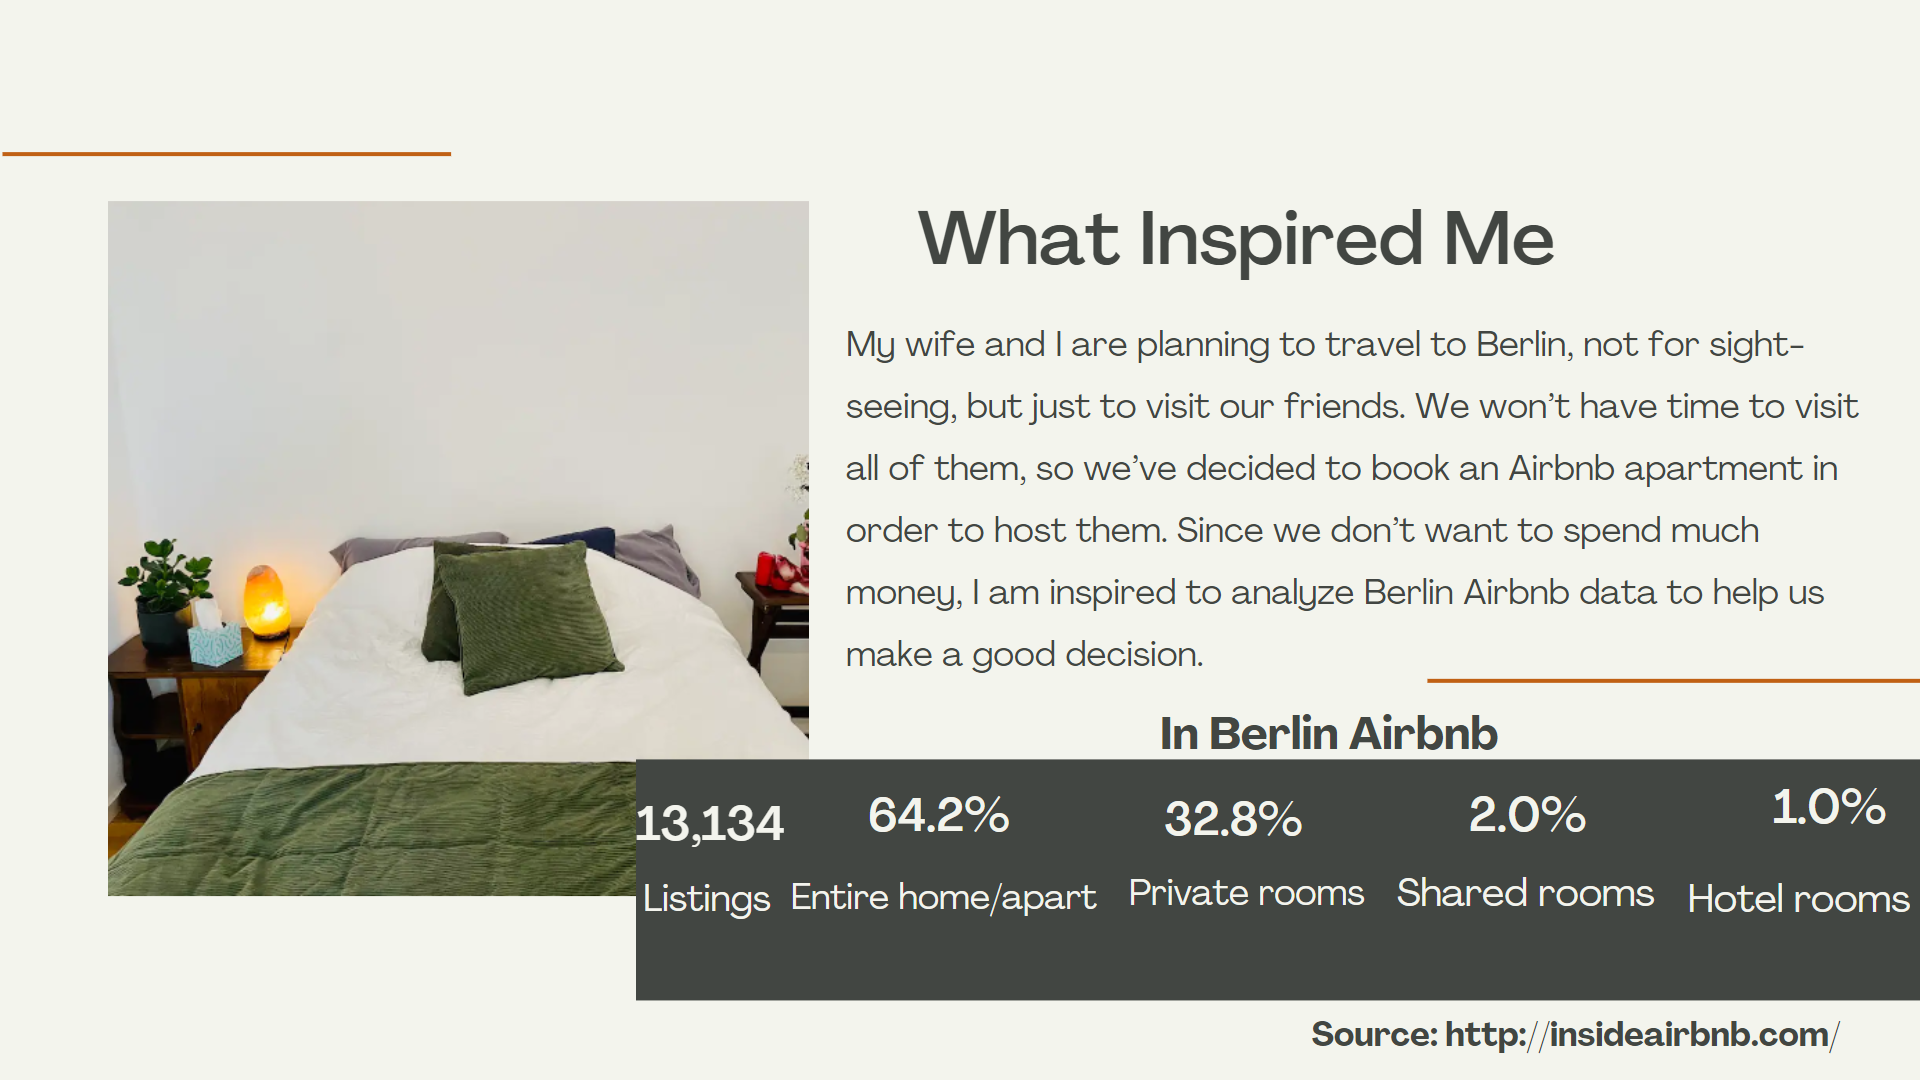 What Inspired Me
My wife and I are planning to travel to Berlin, not for sight-
seeing, but just to visit our friends. We won’t have time to visit
all of them, so we’ve decided to book an Airbnb apartment in
order to host them. Since we don’t want to spend much
money, I am inspired to analyze Berlin Airbnb data to help us
make a good decision.
In Berlin Airbnb
13,134 64.2% 32.8% 2.0% 1.0%
Listings Entire home/apart Private rooms Shared rooms Hotel rooms
Source: http://insideairbnb.com/